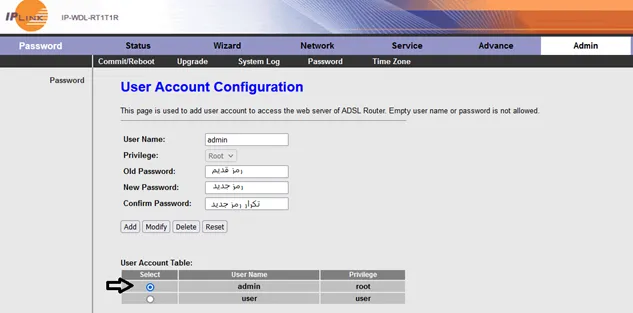 IP LINK IP-WDL-RT1T1R
Password Status Wizard Network Service Advance Admin
Commit/Reboot Upgrade System Log Password Time Zone
Password
User Account Configuration
This page is used to add user account to access the web server of ADSL Router. Empty user name or password is not allowed.
User Name: admin
Privilege: Root
Old Password: رمز قدیم
New Password: رمز جدید
Confirm Password: تکرار رمز جدید
Add Modify Delete Reset
User Account Table:
Select User Name Privilege
admin root
user user